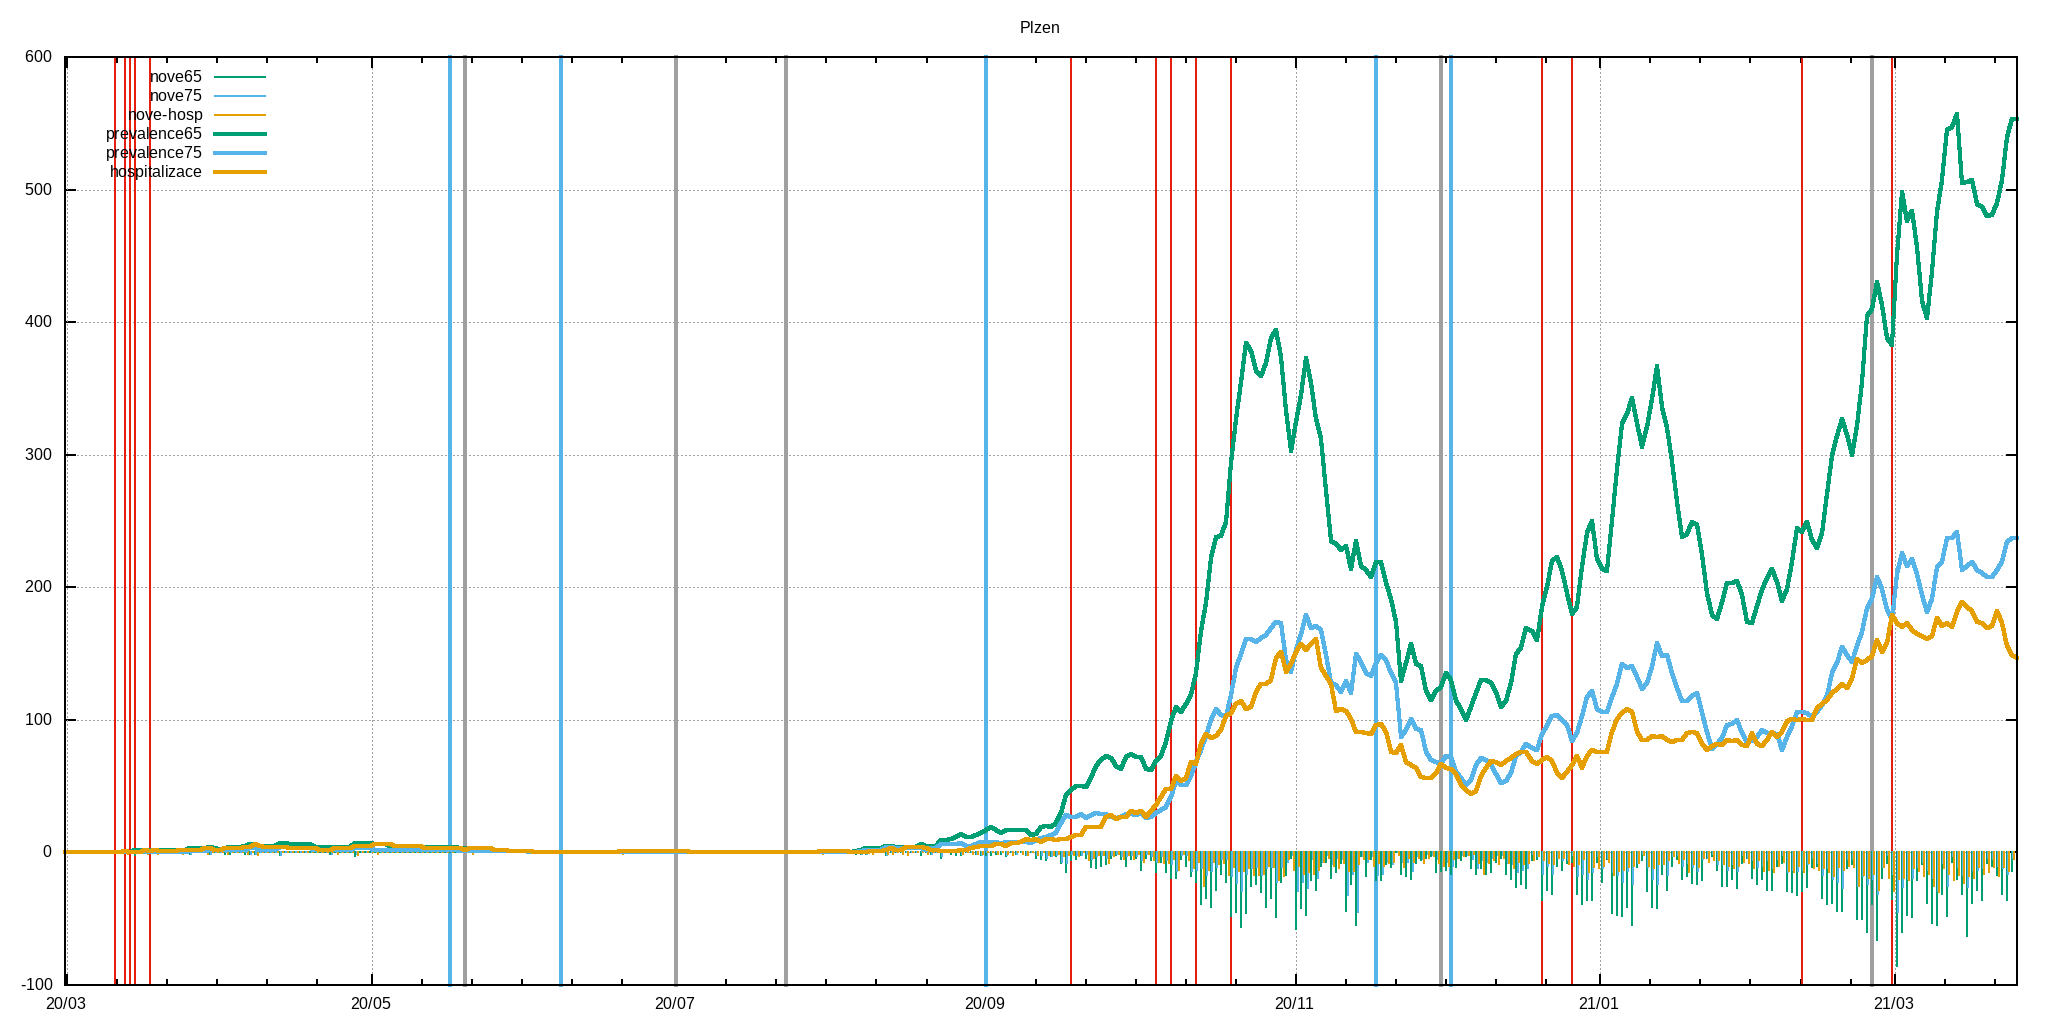 Plzen
600
500
400
300
200
100
0
-100
nove65
nove75
nove-hosp
prevalence65
prevalence75
hospitalizace
20/03 20/05 20/07 20/09 20/11 21/01 21/03